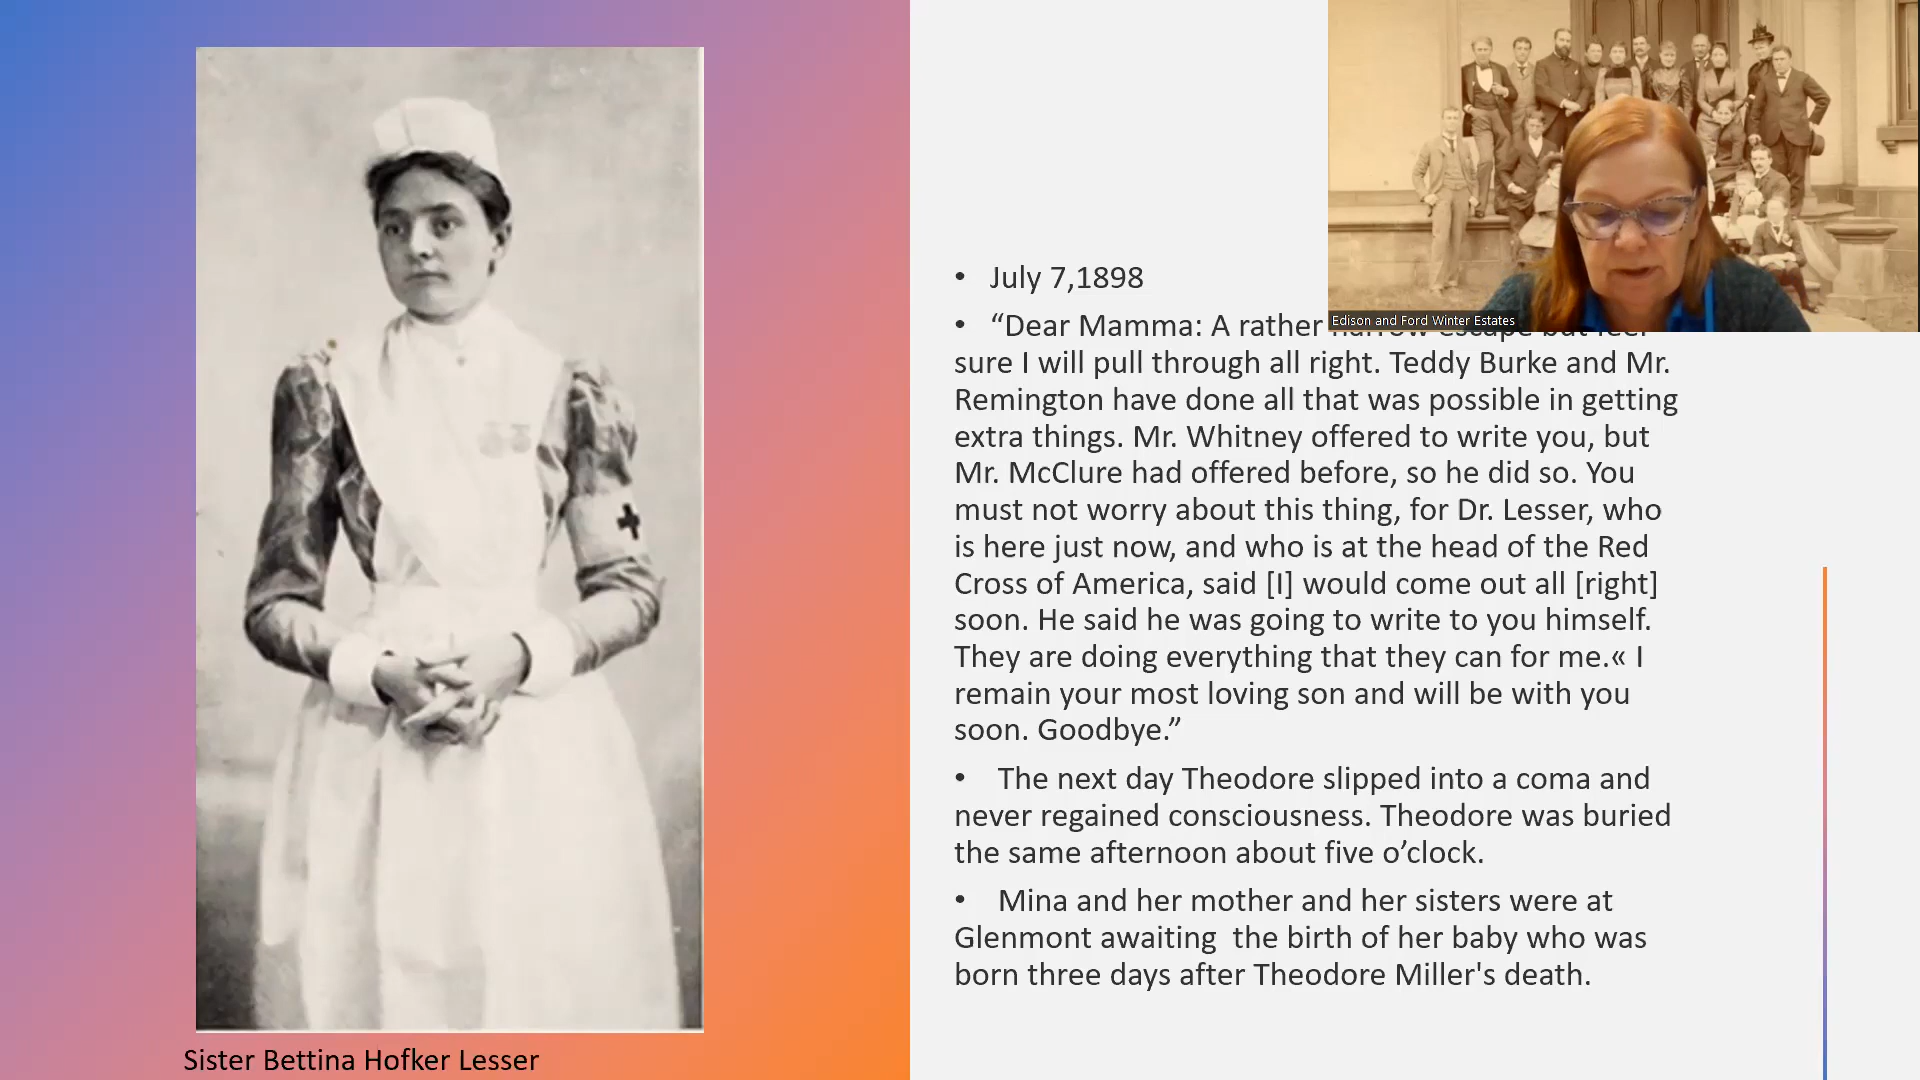 • July 7,1898
• “Dear Mamma: A rather narrow escape but feel
sure I will pull through all right. Teddy Burke and Mr.
Remington have done all that was possible in getting
extra things. Mr. Whitney offered to write you, but
Mr. McClure had offered before, so he did so. You
must not worry about this thing, for Dr. Lesser, who
is here just now, and who is at the head of the Red
Cross of America, said [I] would come out all [right]
soon. He said he was going to write to you himself.
They are doing everything that they can for me.« I
remain your most loving son and will be with you
soon. Goodbye.”
• The next day Theodore slipped into a coma and
never regained consciousness. Theodore was buried
the same afternoon about five o’clock.
• Mina and her mother and her sisters were at
Glenmont awaiting  the birth of her baby who was
born three days after Theodore Miller's death.
Sister Bettina Hofker Lesser
Edison and Ford Winter Estates